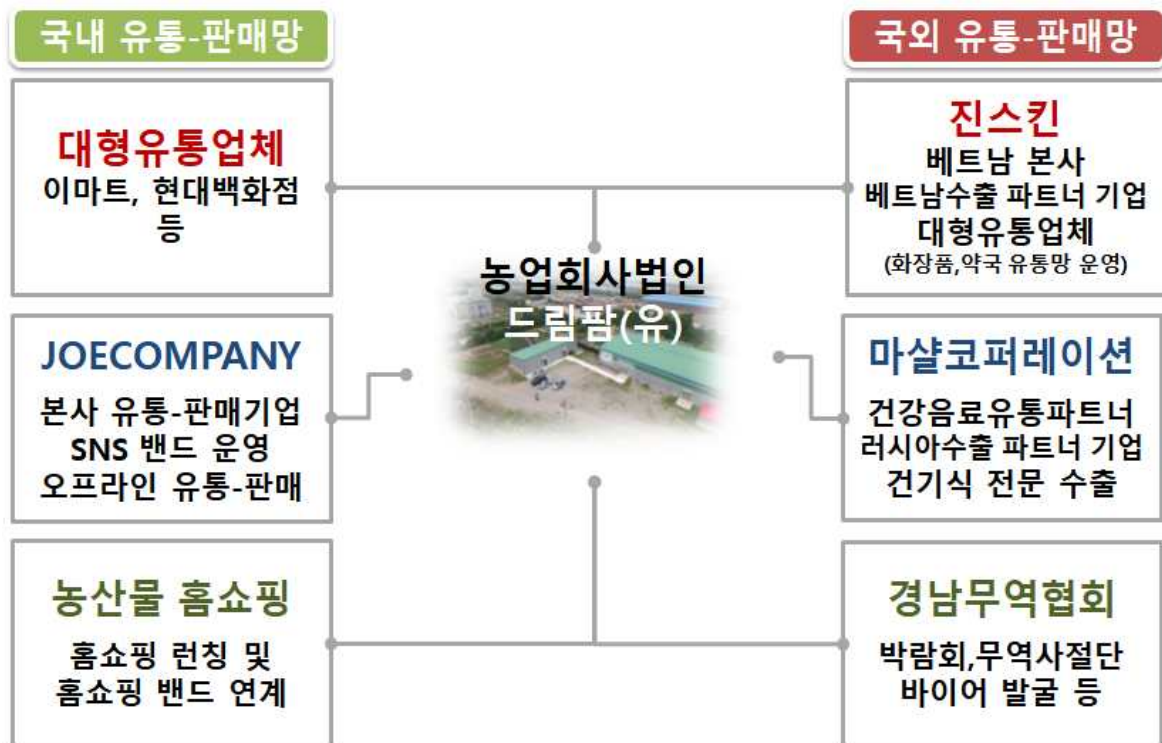 국내 유통-판매망
대형유통업체
이마트, 현대백화점
등
JOECOMPANY
본사 유통-판매기업
SNS 밴드 운영
오프라인 유통-판매
농산물 홈쇼핑
홈쇼핑 런칭 및
홈쇼핑 밴드 연계
농업회사법인
드림팜(유)
국외 유통-판매망
진스킨
베트남 본사
베트남수출 파트너 기업
대형유통업체
(화장품,약국 유통망 운영)
마샬코퍼레이션
건강음료유통파트너
러시아수출 파트너 기업
건기식 전문 수출
경남무역협회
박람회,무역사절단
바이어 발굴 등